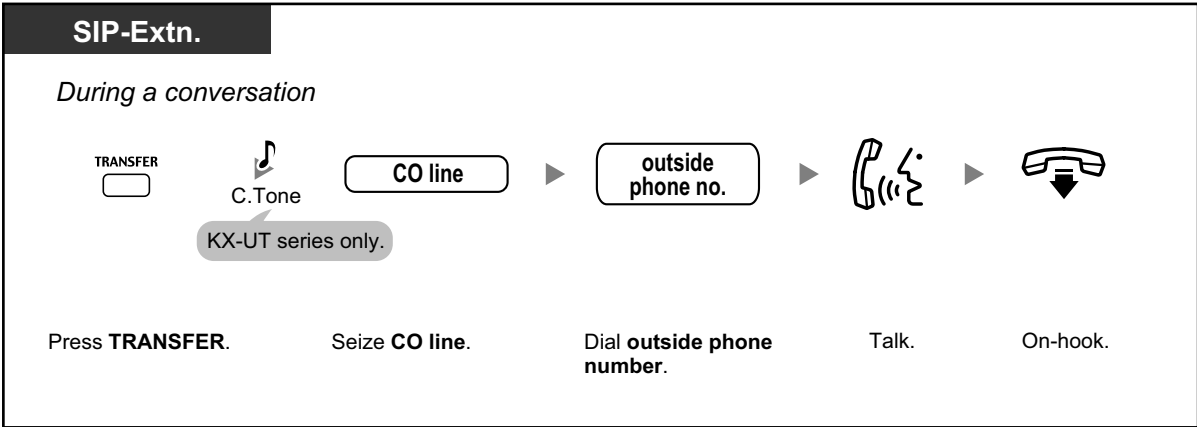 SIP-Extn.
During a conversation
TRANSFER
C.Tone
KX-UT series only.
CO line
outside
phone no.
Press TRANSFER.
Seize CO line.
Dial outside phone
number.
Talk.
On-hook.